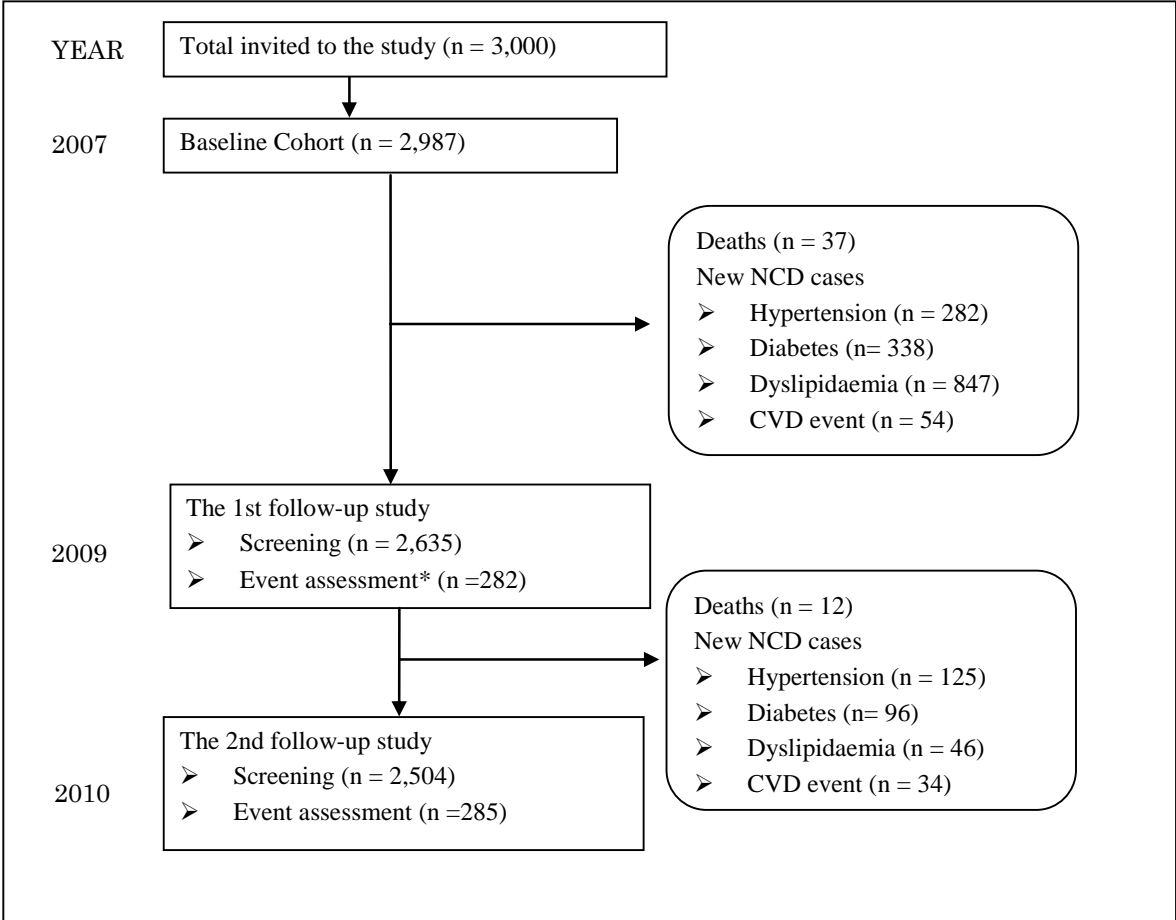 YEAR
Total invited to the study (n = 3,000)
2007
Baseline Cohort (n = 2,987)
Deaths (n = 37)
New NCD cases
➢ Hypertension (n = 282)
➢ Diabetes (n= 338)
➢ Dyslipidaemia (n = 847)
➢ CVD event (n = 54)
2009
The 1st follow-up study
➢ Screening (n = 2,635)
➢ Event assessment* (n =282)
Deaths (n = 12)
New NCD cases
➢ Hypertension (n = 125)
➢ Diabetes (n= 96)
➢ Dyslipidaemia (n = 46)
➢ CVD event (n = 34)
2010
The 2nd follow-up study
➢ Screening (n = 2,504)
➢ Event assessment (n =285)